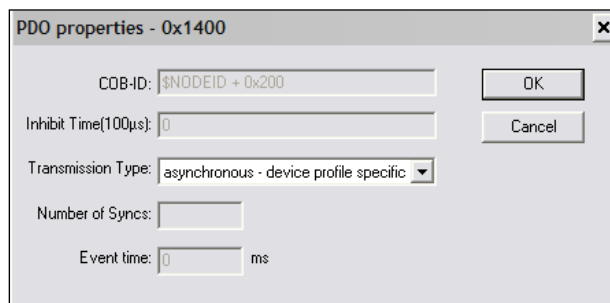 PDO properties - 0x1400
COB-ID: $NODEID + 0x200
OK
Inhibit Time(100µs): 0
Cancel
Transmission Type: asynchronous - device profile specific
Number of Syncs:
Event time: 0 ms